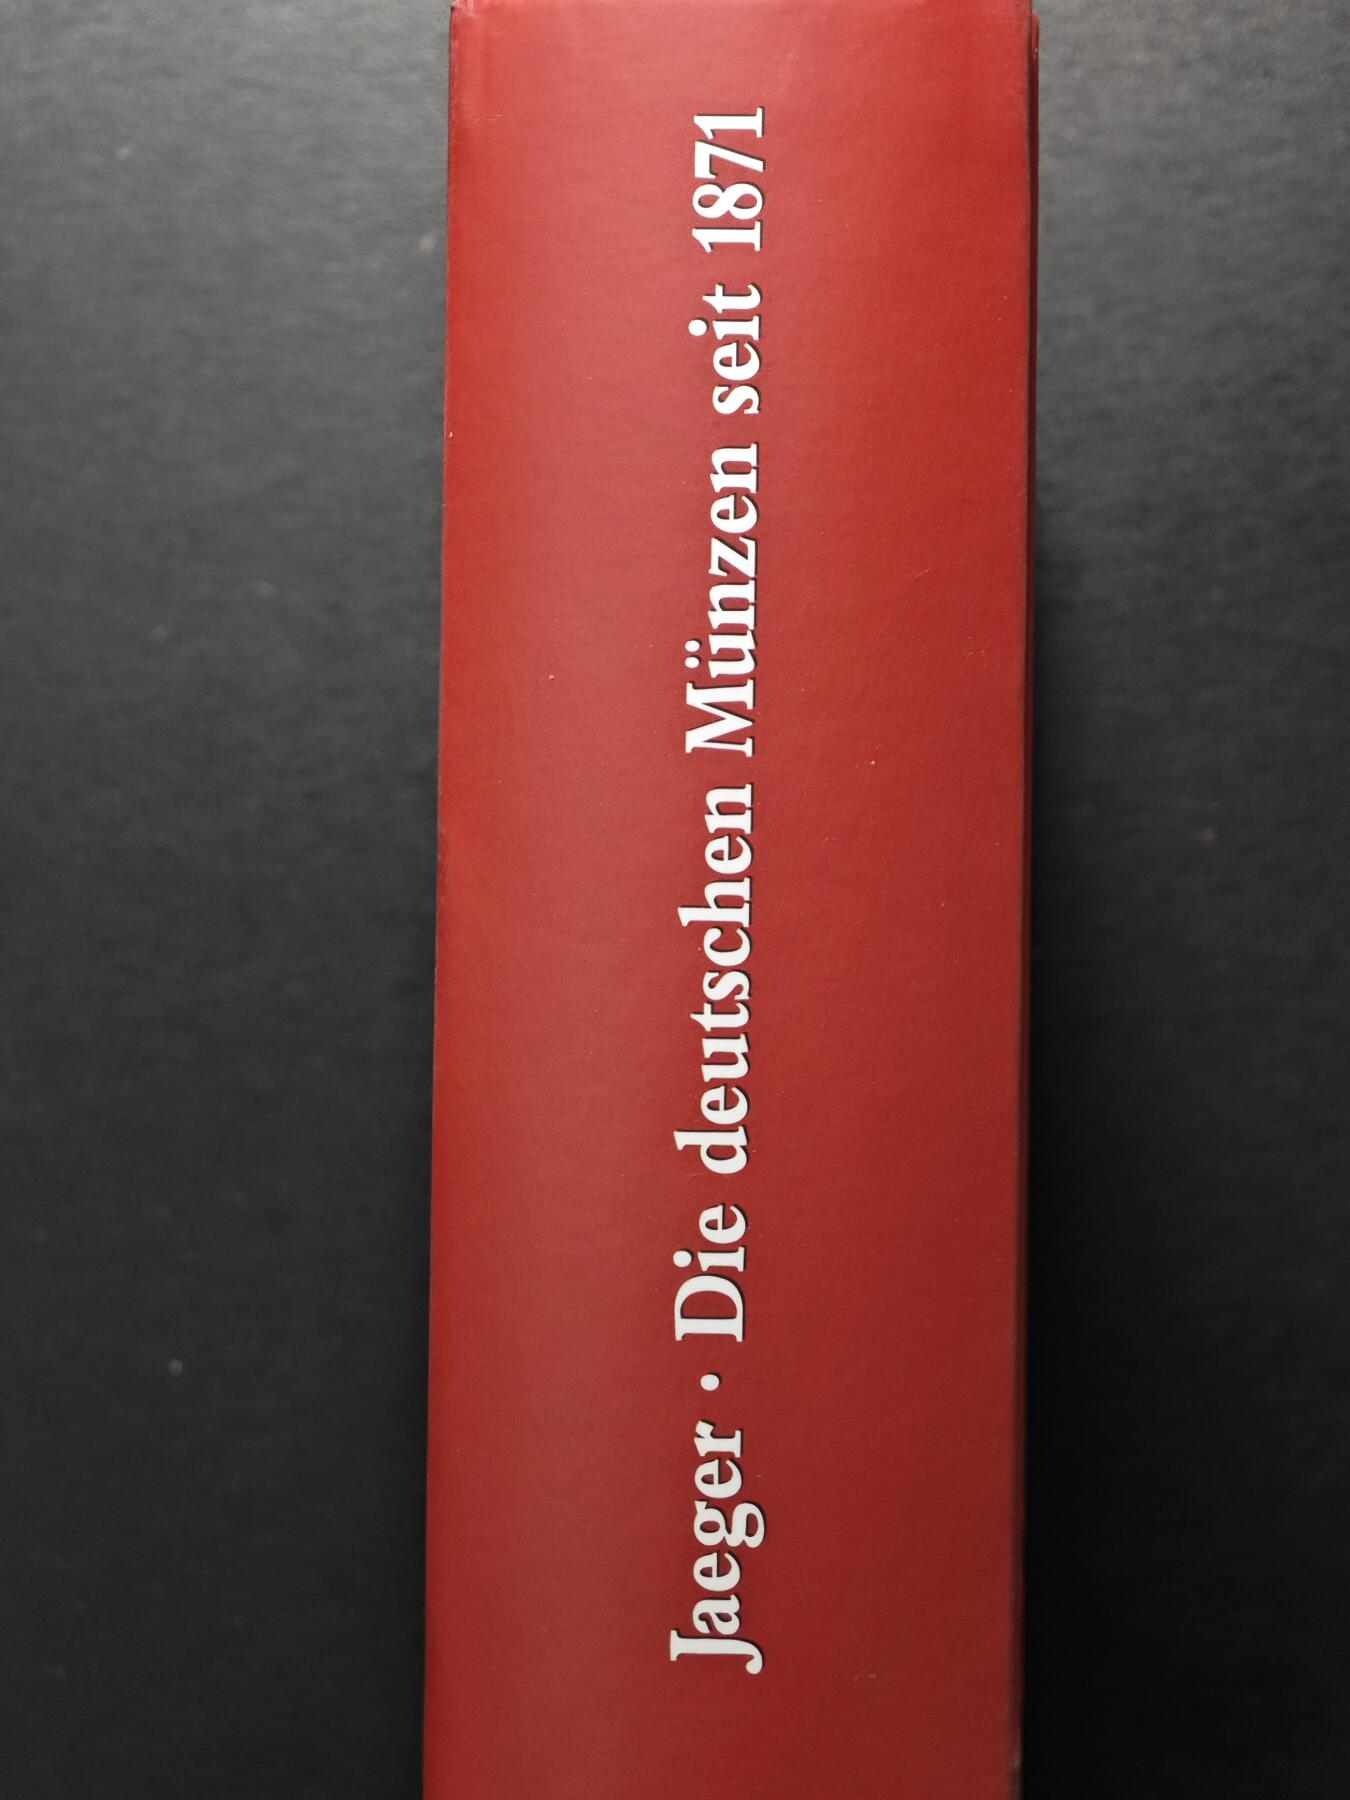 Jaeger · Die deutschen Münzen seit 1871